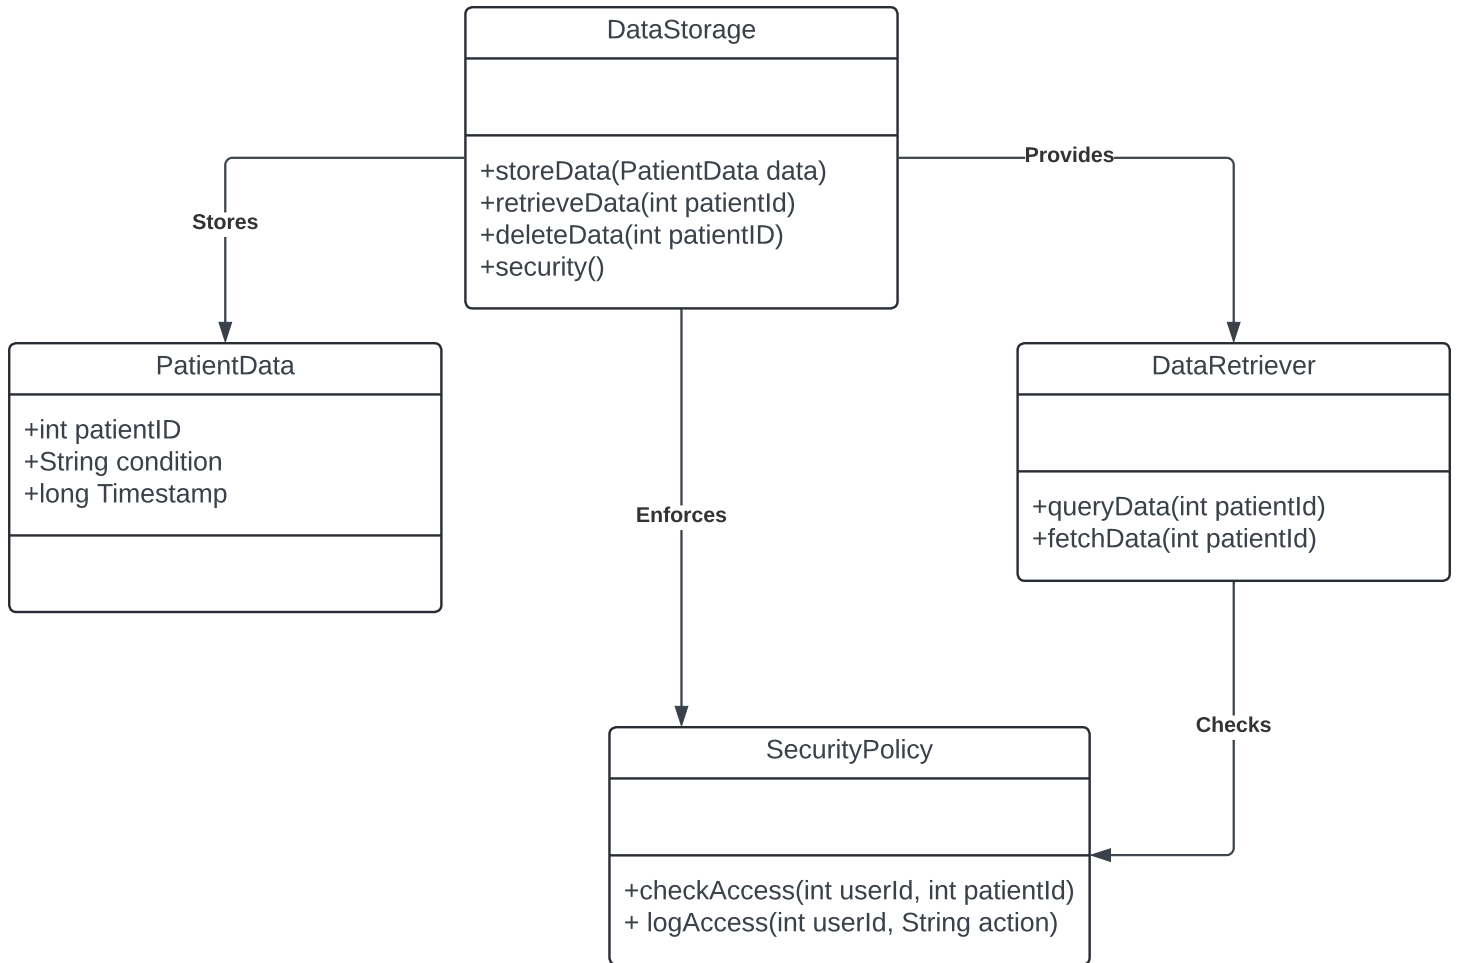 DataStorage
+storeData(PatientData data)
+retrieveData(int patientId)
+deleteData(int patientID)
+security()
Provides
Stores
PatientData
+int patientID
+String condition
+long Timestamp
DataRetriever
+queryData(int patientId)
+fetchData(int patientId)
Enforces
Checks
SecurityPolicy
+checkAccess(int userId, int patientId)
+ logAccess(int userId, String action)